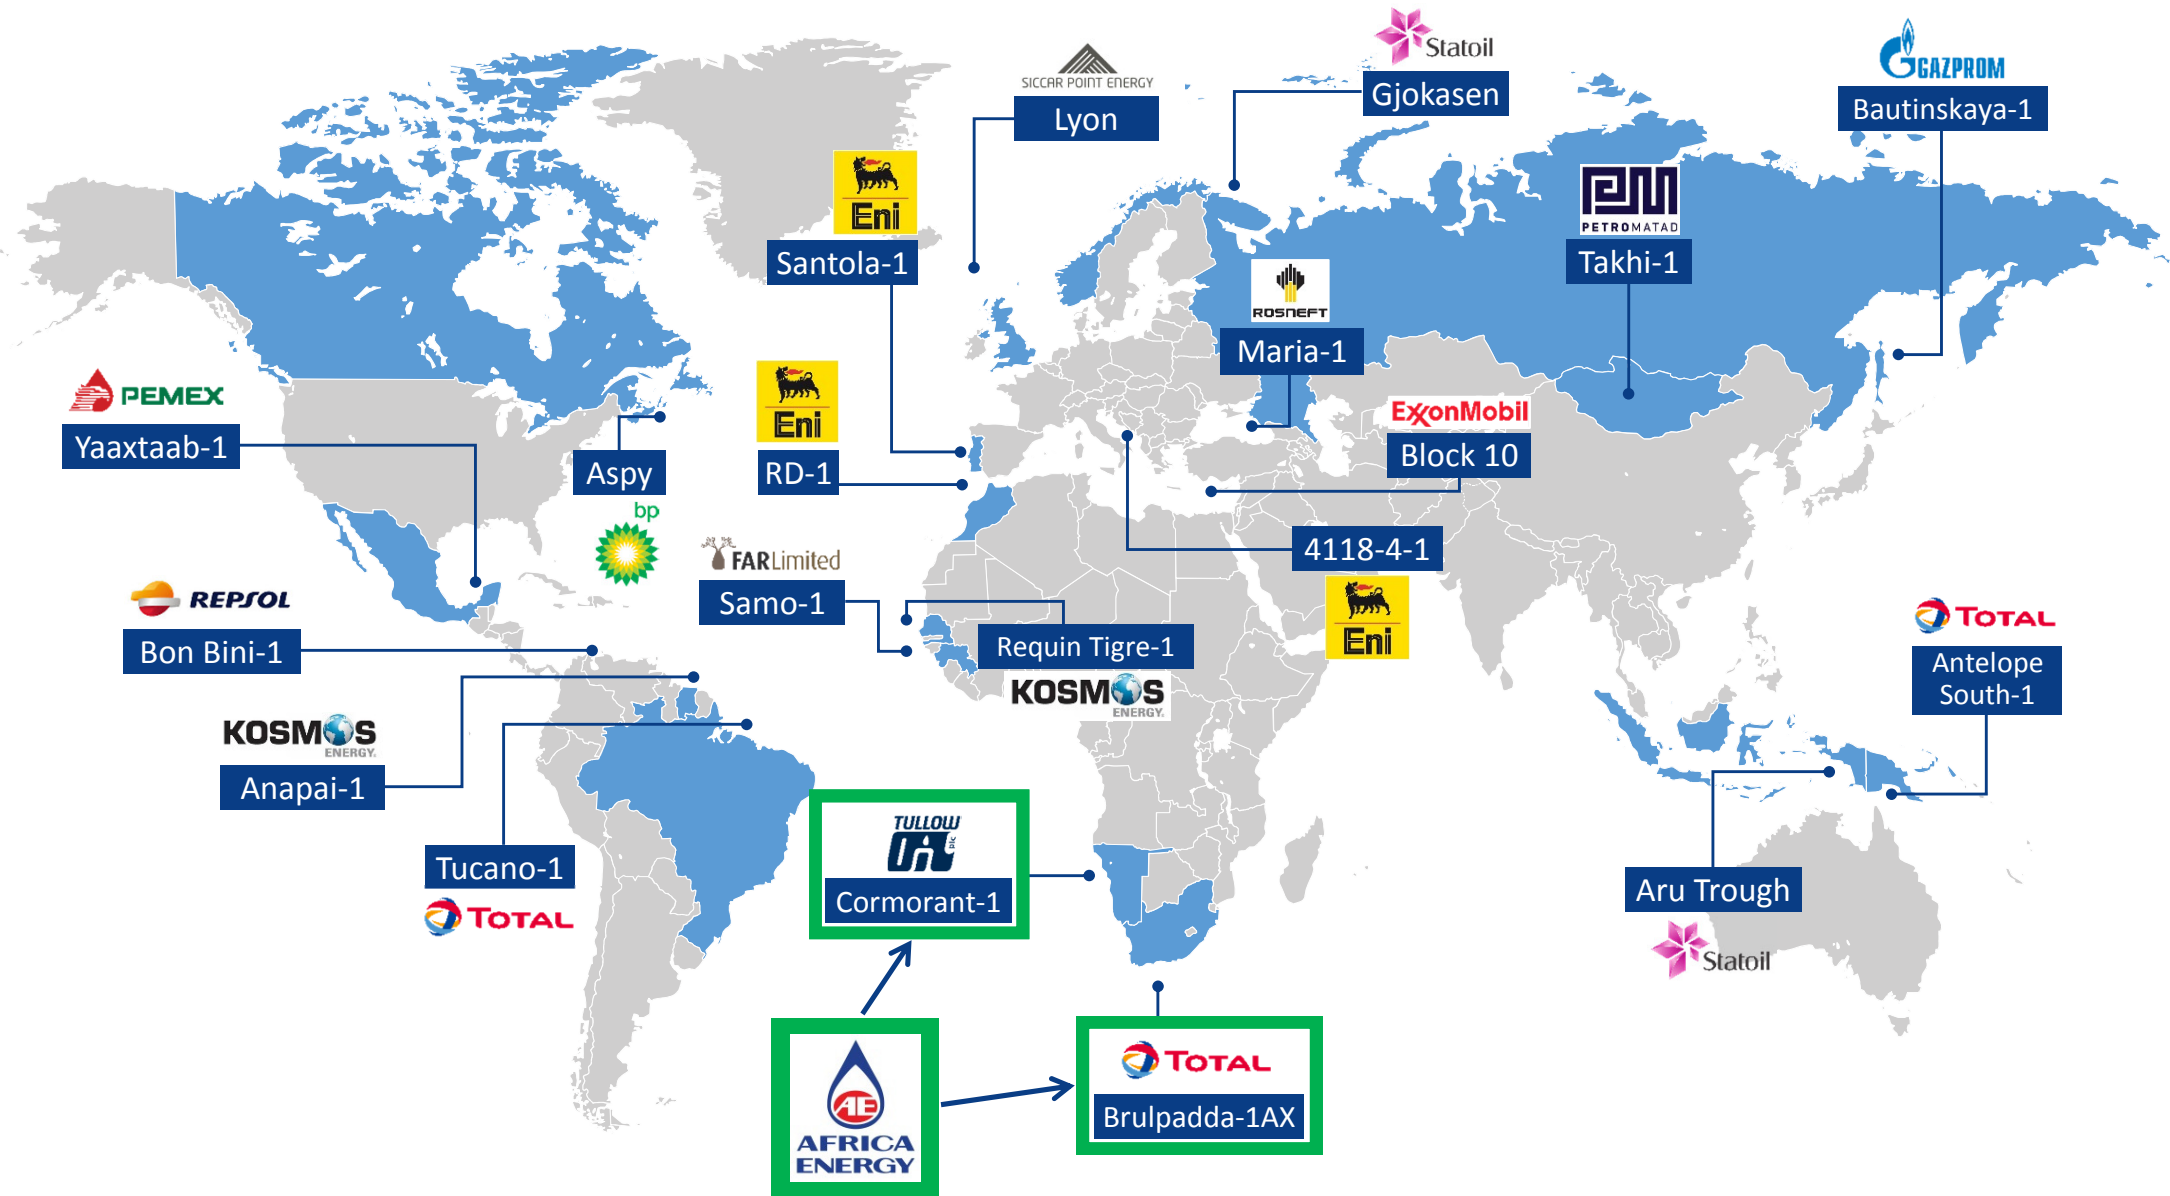 Statoil
Gjokasen
GAZPROM
Bautinskaya-1
SICCAR POINT ENERGY
Lyon
Eni
Santola-1
PETROMATAD
Takhi-1
ROSNEFT
Maria-1
PEMEX
Yaaxtaab-1
Eni
RD-1
Aspy
bp
ExxonMobil
Block 10
4118-4-1
Eni
FAR Limited
Samo-1
Requin Tigre-1
KOSMOS
ENERGY.
REPSOL
Bon Bini-1
TOTAL
Antelope
South-1
KOSMOS
ENERGY.
Anapai-1
Tucano-1
TOTAL
TULLOW
OIL
plc
Cormorant-1
Aru Trough
Statoil
AE
AFRICA
ENERGY
TOTAL
Brulpadda-1AX